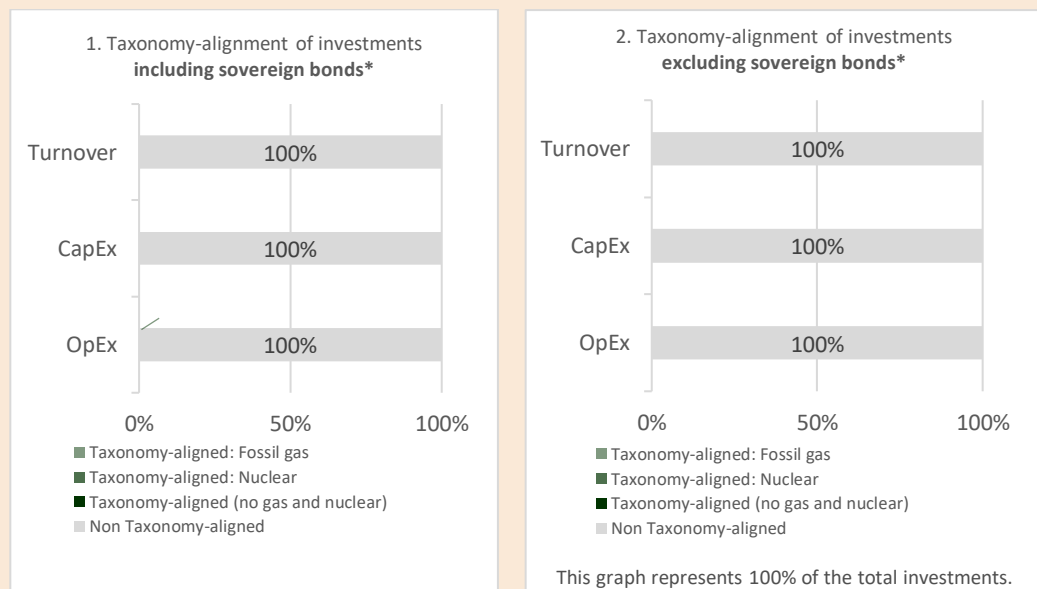 1. Taxonomy-alignment of investments
including sovereign bonds*
Turnover
100%
CapEx
100%
OpEx
100%
0%
50%
100%
Taxonomy-aligned: Fossil gas
Taxonomy-aligned: Nuclear
Taxonomy-aligned (no gas and nuclear)
Non Taxonomy-aligned
2. Taxonomy-alignment of investments
excluding sovereign bonds*
Turnover
100%
CapEx
100%
OpEx
100%
0%
50%
100%
Taxonomy-aligned: Fossil gas
Taxonomy-aligned: Nuclear
Taxonomy-aligned (no gas and nuclear)
Non Taxonomy-aligned
This graph represents 100% of the total investments.